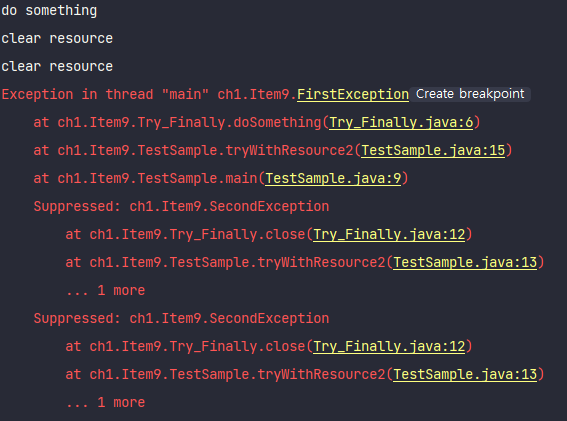 do something
clear resource
clear resource
Exception in thread "main" ch1.Item9.FirstException Create breakpoint
at ch1.Item9.Try_Finally.doSomething(Try_Finally.java:6)
at ch1.Item9.TestSample.tryWithResource2(TestSample.java:15)
at ch1.Item9.TestSample.main(TestSample.java:9)
Suppressed: ch1.Item9.SecondException
at ch1.Item9.Try_Finally.close(Try_Finally.java:12)
at ch1.Item9.TestSample.tryWithResource2(TestSample.java:13)
... 1 more
Suppressed: ch1.Item9.SecondException
at ch1.Item9.Try_Finally.close(Try_Finally.java:12)
at ch1.Item9.TestSample.tryWithResource2(TestSample.java:13)
... 1 more